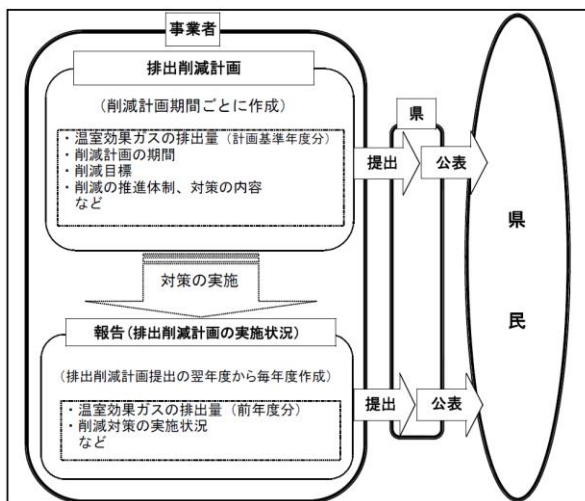 事業者
排出削減計画
(削減計画期間ごとに作成)
・温室効果ガスの排出量(計画基準年度分)
・削減計画の期間
・削減目標
・削減の推進体制、対策の内容
など
県
提出
公表
対策の実施
県
民
報告(排出削減計画の実施状況)
(排出削減計画提出の翌年度から毎年度作成)
・温室効果ガスの排出量(前年度分)
・削減対策の実施状況
など
提出
公表